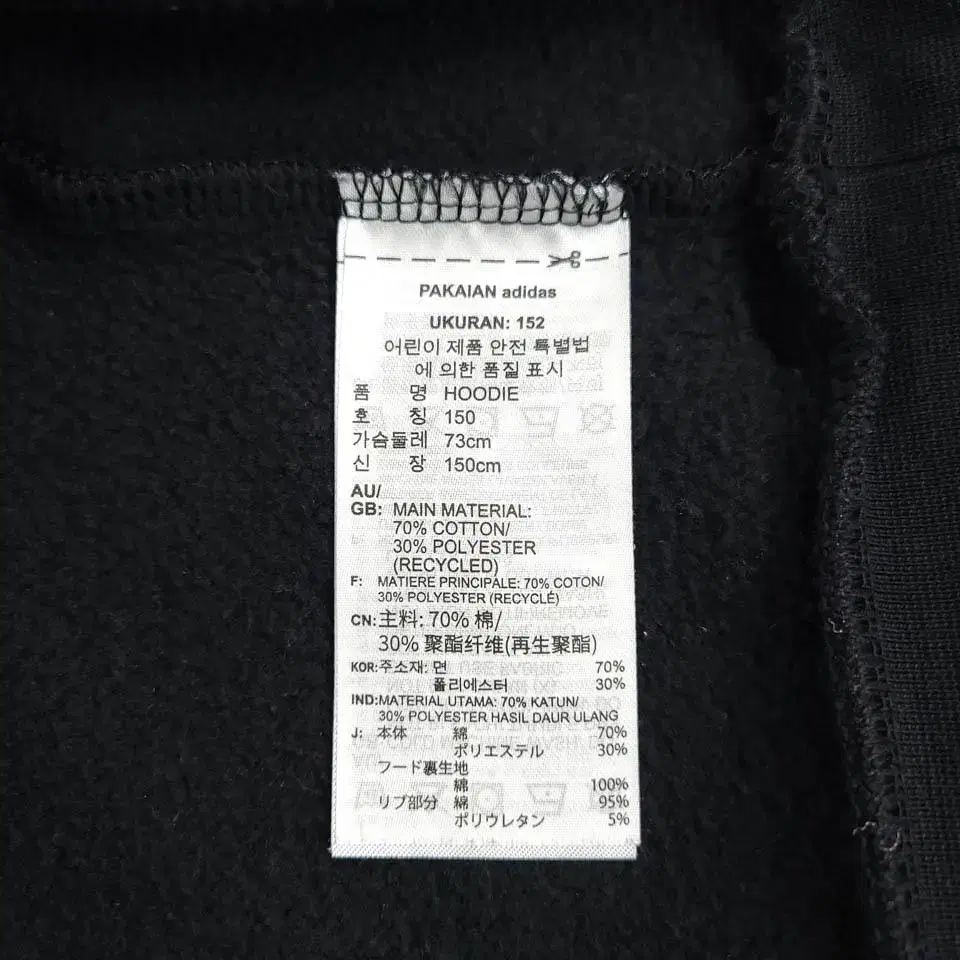 PAKAIAN adidas
UKURAN: 152
어린이 제품 안전 특별법
에 의한 품질 표시
품 명 HOODIE
호 칭 150
가슴둘레 73cm
신 장 150cm
AU/
GB: MAIN MATERIAL:
70% COTTON/
30% POLYESTER
(RECYCLED)
F: MATIERE PRINCIPALE: 70% COTON/
30% POLYESTER (RECYCLÉ)
CN: 主料: 70% 棉/
30% 聚酯纤维(再生聚酯)
KOR: 주소재: 면 70%
폴리에스터 30%
IND: MATERIAL UTAMA: 70% KATUN/
30% POLYESTER HASIL DAUR ULANG
J: 本体 綿 70%
ポリエステル 30%
フード裏生地
綿 100%
リブ部分 綿 95%
ポリウレタン 5%